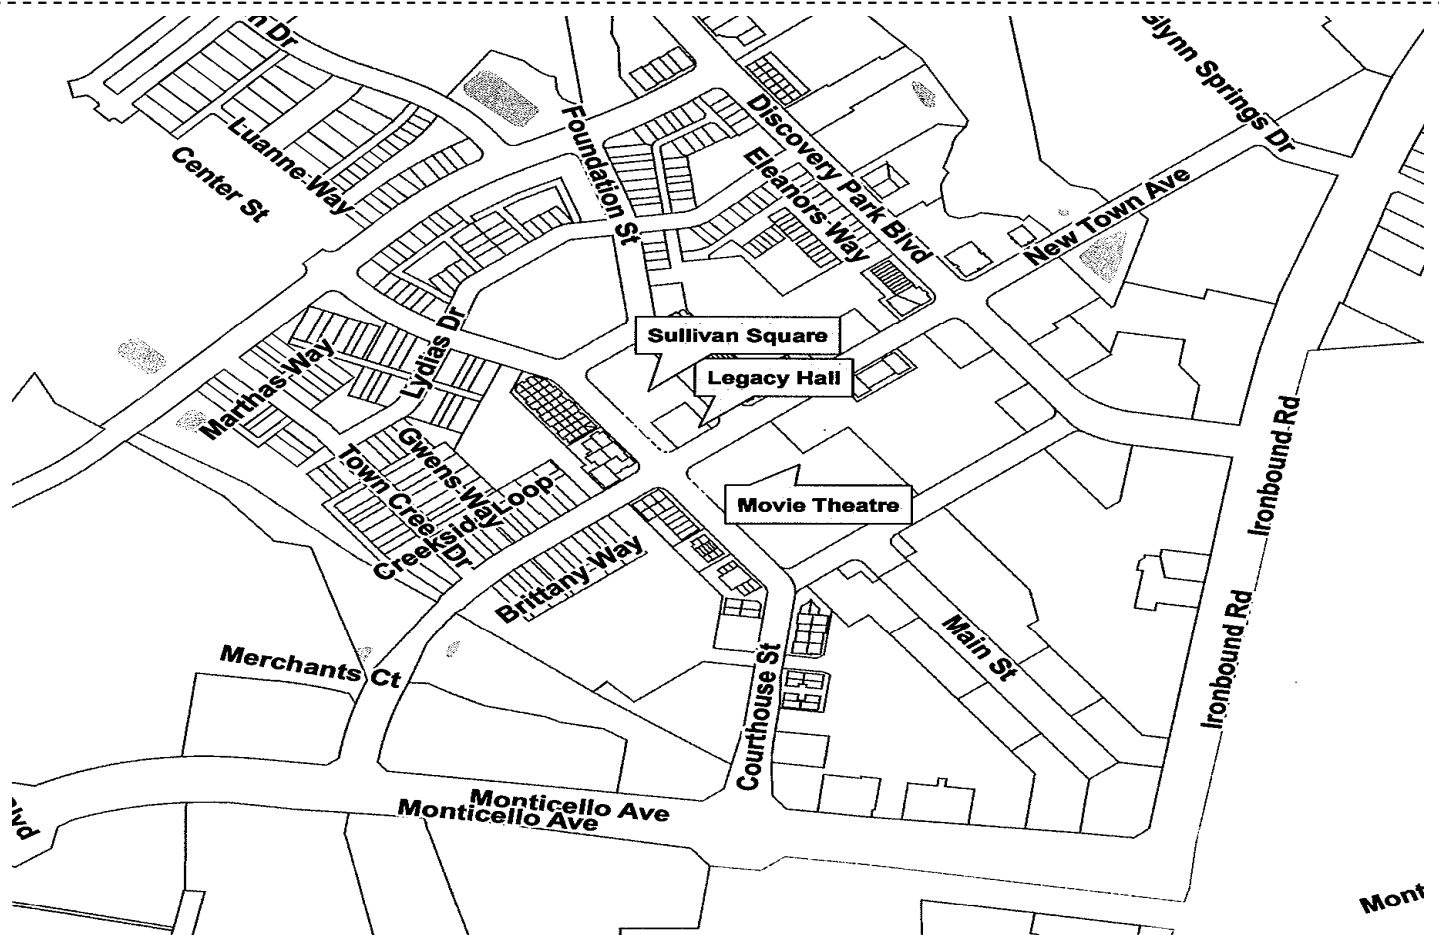 n Dr
Glynn Springs Dr
Luanne Way
Center St
Foundation St
Discovery Park Blvd
Eleanors Way
New Town Ave
Sullivan Square
Legacy Hall
Lydias Dr
Marthas Way
Gwens Way
Town Creek Dr
Creekside Loop
Movie Theatre
Brittany Way
Ironbound Rd
Ironbound Rd
Main St
Merchants Ct
Courthouse St
Monticello Ave
Monticello Ave
lvd
Mont